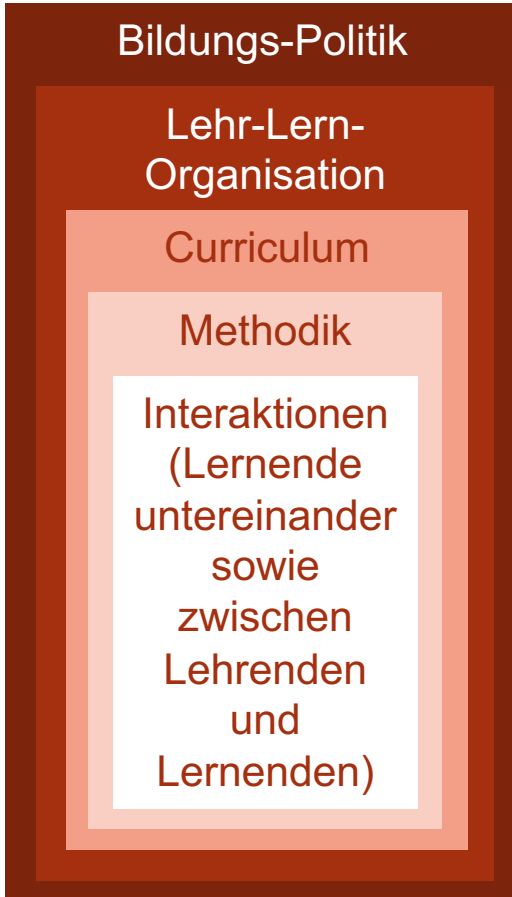 Bildungs-Politik
Lehr-Lern-
Organisation
Curriculum
Methodik
Interaktionen
(Lernende
untereinander
sowie
zwischen
Lehrenden
und
Lernenden)